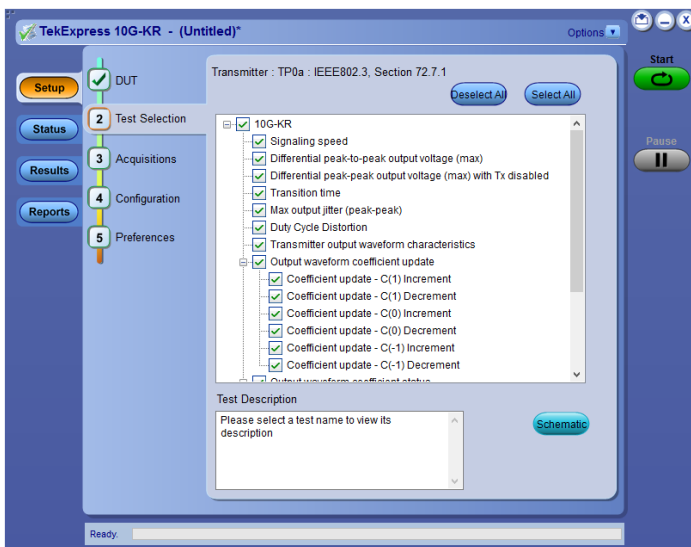 TekExpress 10G-KR - (Untitled)*
Options
Start
Pause
Setup
Status
Results
Reports
DUT
2 Test Selection
3 Acquisitions
4 Configuration
5 Preferences
Transmitter : TP0a : IEEE802.3, Section 72.7.1
Deselect All
Select All
10G-KR
Signaling speed
Differential peak-to-peak output voltage (max)
Differential peak-peak output voltage (max) with Tx disabled
Transition time
Max output jitter (peak-peak)
Duty Cycle Distortion
Transmitter output waveform characteristics
Output waveform coefficient update
Coefficient update - C(1) Increment
Coefficient update - C(1) Decrement
Coefficient update - C(0) Increment
Coefficient update - C(0) Decrement
Coefficient update - C(-1) Increment
Coefficient update - C(-1) Decrement
Output waveform coefficient status
Test Description
Please select a test name to view its
description
Schematic
Ready.